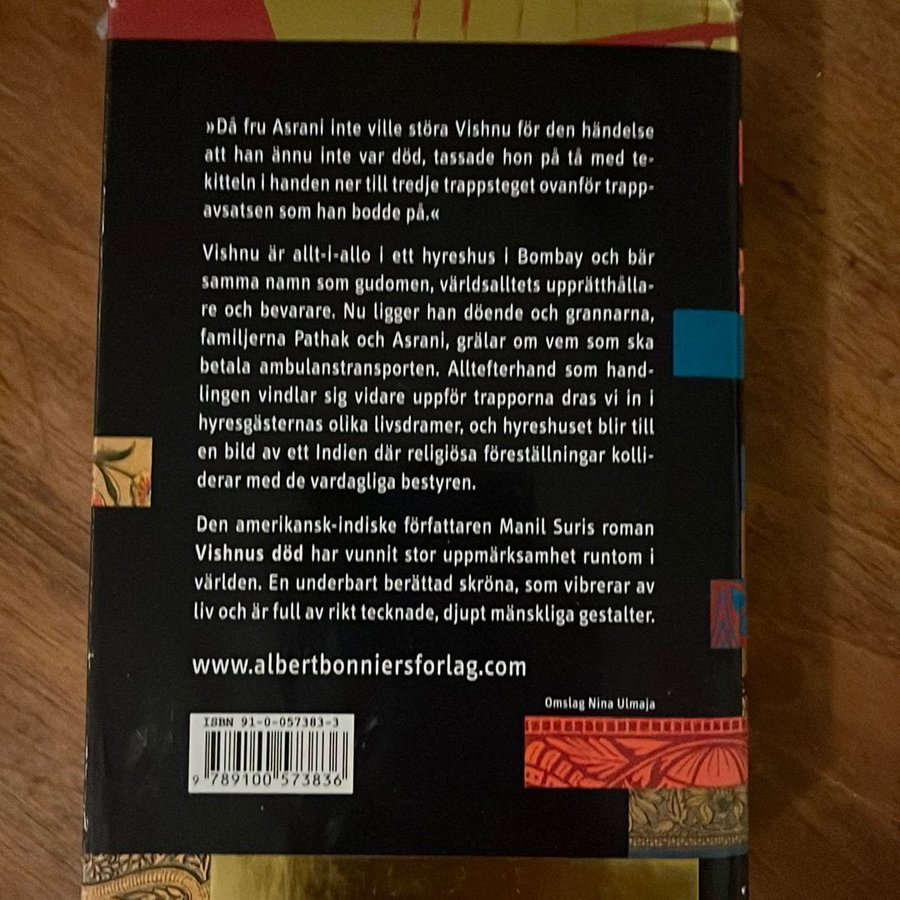 »Då fru Asrani inte ville störa Vishnu för den händelse
att han ännu inte var död, tassade hon på tå med te-
kitteln i handen ner till tredje trappsteget ovanför trapp-
avsatsen som han bodde på.«
Vishnu är allt-i-allo i ett hyreshus i Bombay och bär
samma namn som gudomen, världsalltets upprätthålla-
re och bevarare. Nu ligger han döende och grannarna,
familjerna Pathak och Asrani, grälar om vem som ska
betala ambulanstransporten. Alltefterhand som hand-
lingen vindlar sig vidare uppför trapporna dras vi in i
hyresgästernas olika livsdramer, och hyreshuset blir till
en bild av ett Indien där religiösa föreställningar kolli-
derar med de vardagliga bestyren.
Den amerikansk-indiske författaren Manil Suris roman
Vishnus död har vunnit stor uppmärksamhet runtom i
världen. En underbart berättad skröna, som vibrerar av
liv och är full av rikt tecknade, djupt mänskliga gestalter.
www.albertbonniersforlag.com
Omslag Nina Ulmaja
ISBN 91-0-057383-3
9 789100 573836